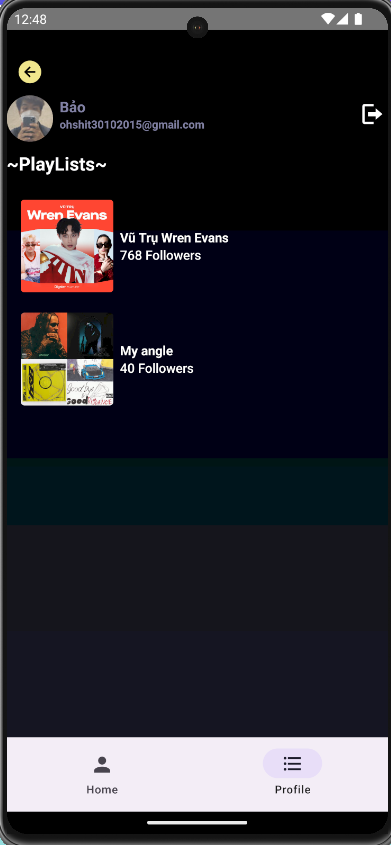 12:48
Bảo
ohshit30102015@gmail.com
~PlayLists~
VŨ TRỤ
Wren Evans
Vũ Trụ Wren Evans
768 Followers
My angle
40 Followers
Home
Profile